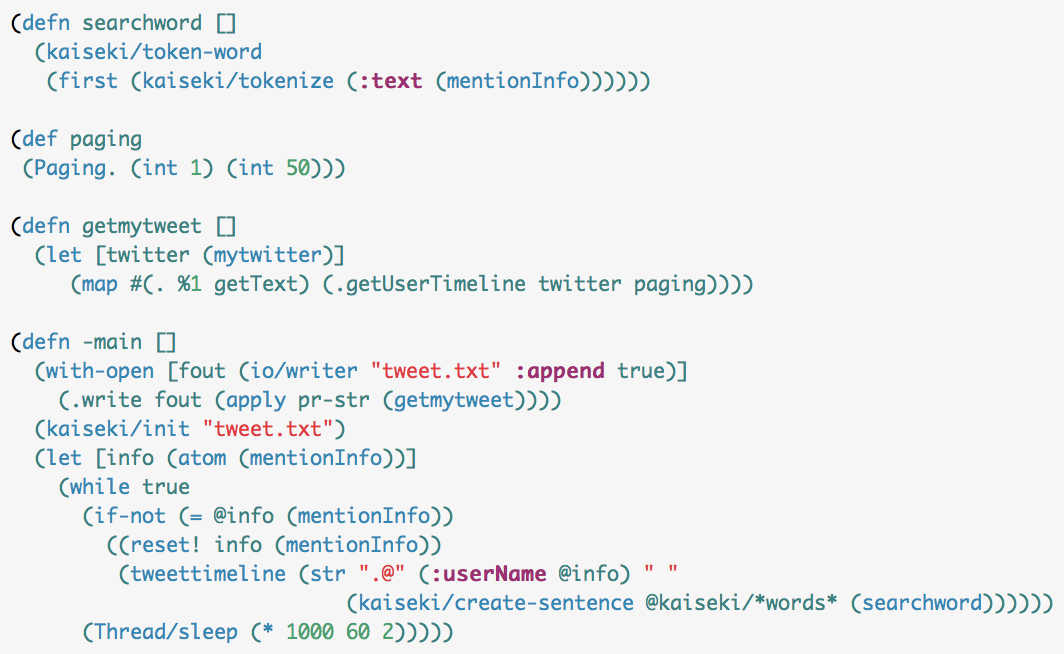 (defn searchword []
  (kaiseki/token-word
   (first (kaiseki/tokenize (:text (mentionInfo))))))

(def paging
 (Paging. (int 1) (int 50)))

(defn getmytweet []
  (let [twitter (mytwitter)]
     (map #(. %1 getText) (.getUserTimeline twitter paging))))

(defn -main []
  (with-open [fout (io/writer "tweet.txt" :append true)]
    (.write fout (apply pr-str (getmytweet))))
  (kaiseki/init "tweet.txt")
  (let [info (atom (mentionInfo))]
    (while true
      (if-not (= @info (mentionInfo))
        ((reset! info (mentionInfo))
         (tweettimeline (str ".@" (:userName @info) " "
                            (kaiseki/create-sentence @kaiseki/*words* (searchword))))))
      (Thread/sleep (* 1000 60 2)))))